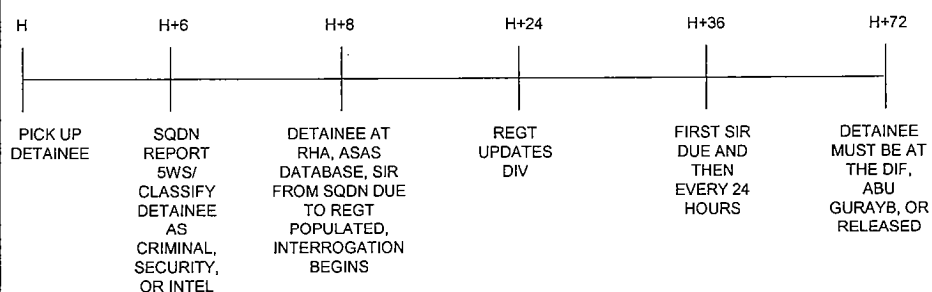 H
H+6
H+8
H+24
H+36
H+72
PICK UP
DETAINEE
SQDN
REPORT
5WS/
CLASSIFY
DETAINEE
AS
CRIMINAL,
SECURITY,
OR INTEL
DETAINEE AT
RHA, ASAS
DATABASE, SIR
FROM SQDN DUE
TO REGT
POPULATED,
INTERROGATION
BEGINS
REGT
UPDATES
DIV
FIRST SIR
DUE AND
THEN
EVERY 24
HOURS
DETAINEE
MUST BE AT
THE DIF,
ABU
GURAYB, OR
RELEASED